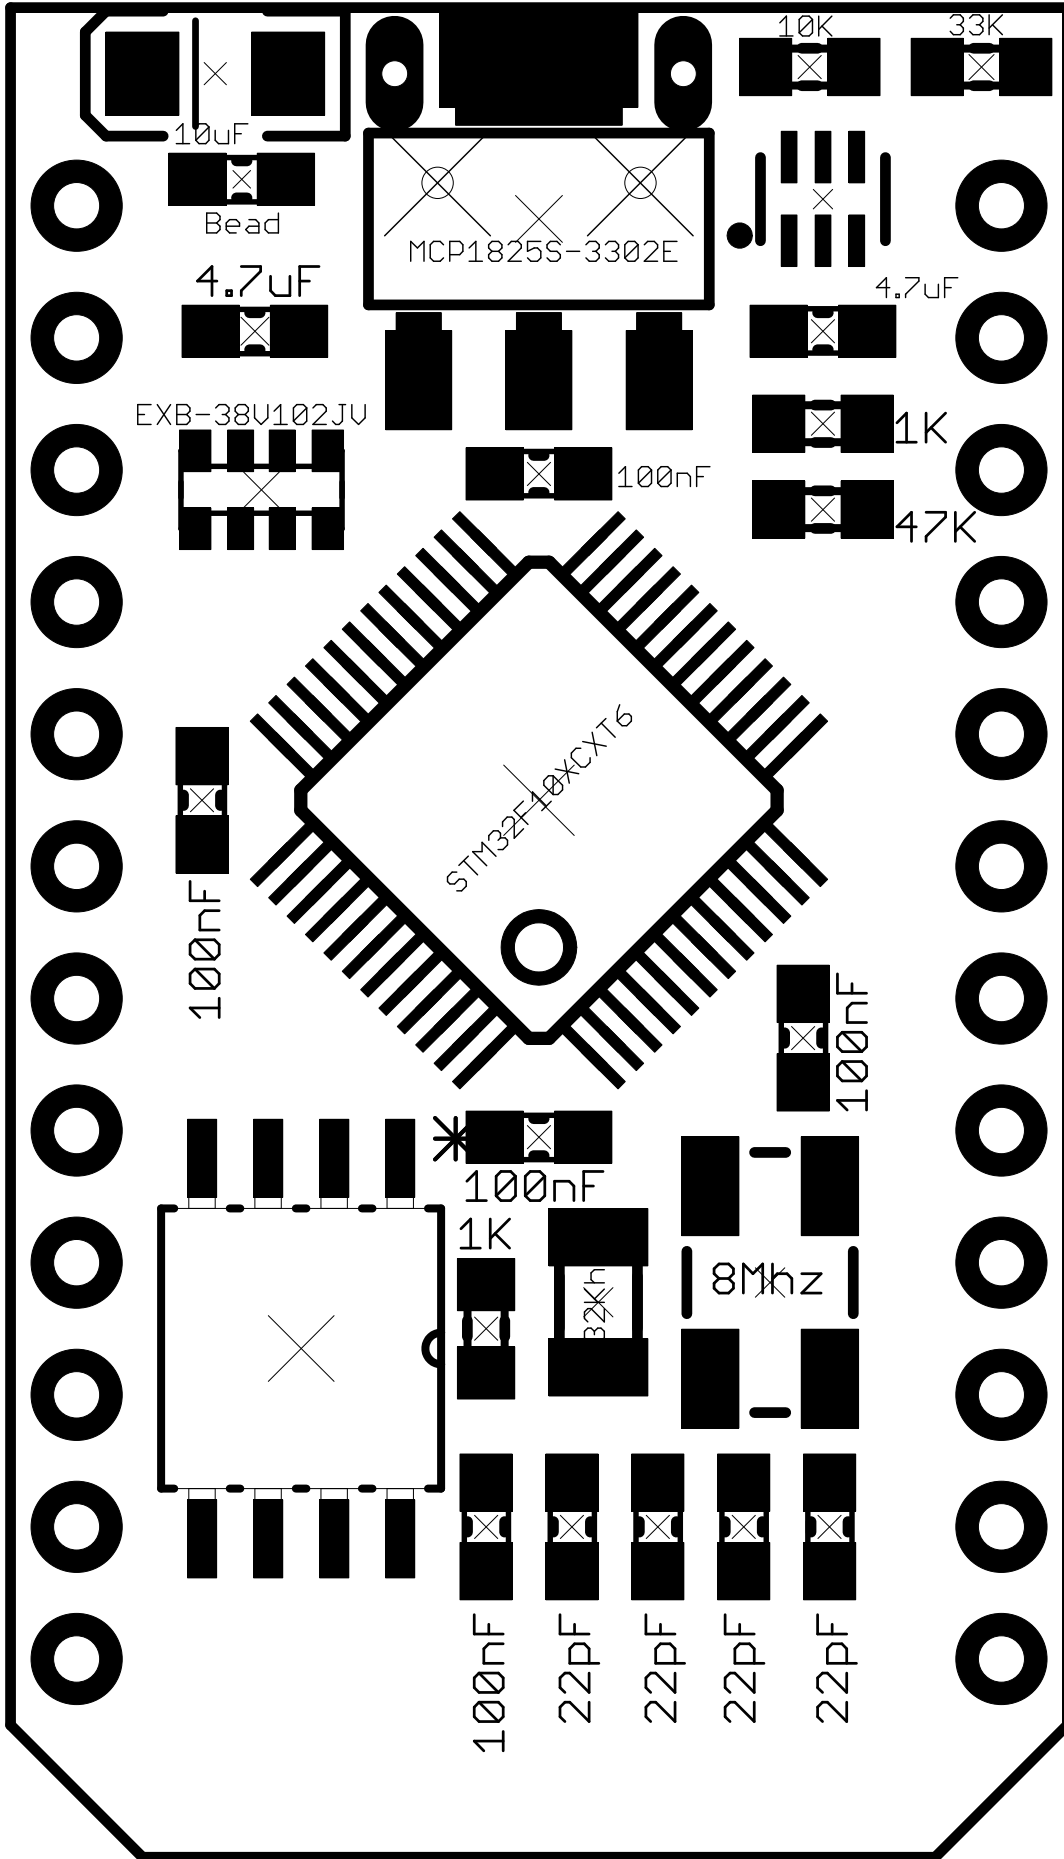 10K
33K
10uF
Bead
MCP1825S-3302E
4.7uF
4.7uF
EXB-38V102JV
1K
100nF
47K
STM32F10XCXT6
100nF
100nF
100nF
1K
8Mhz
32Kh
100nF
22pF
22pF
22pF
22pF